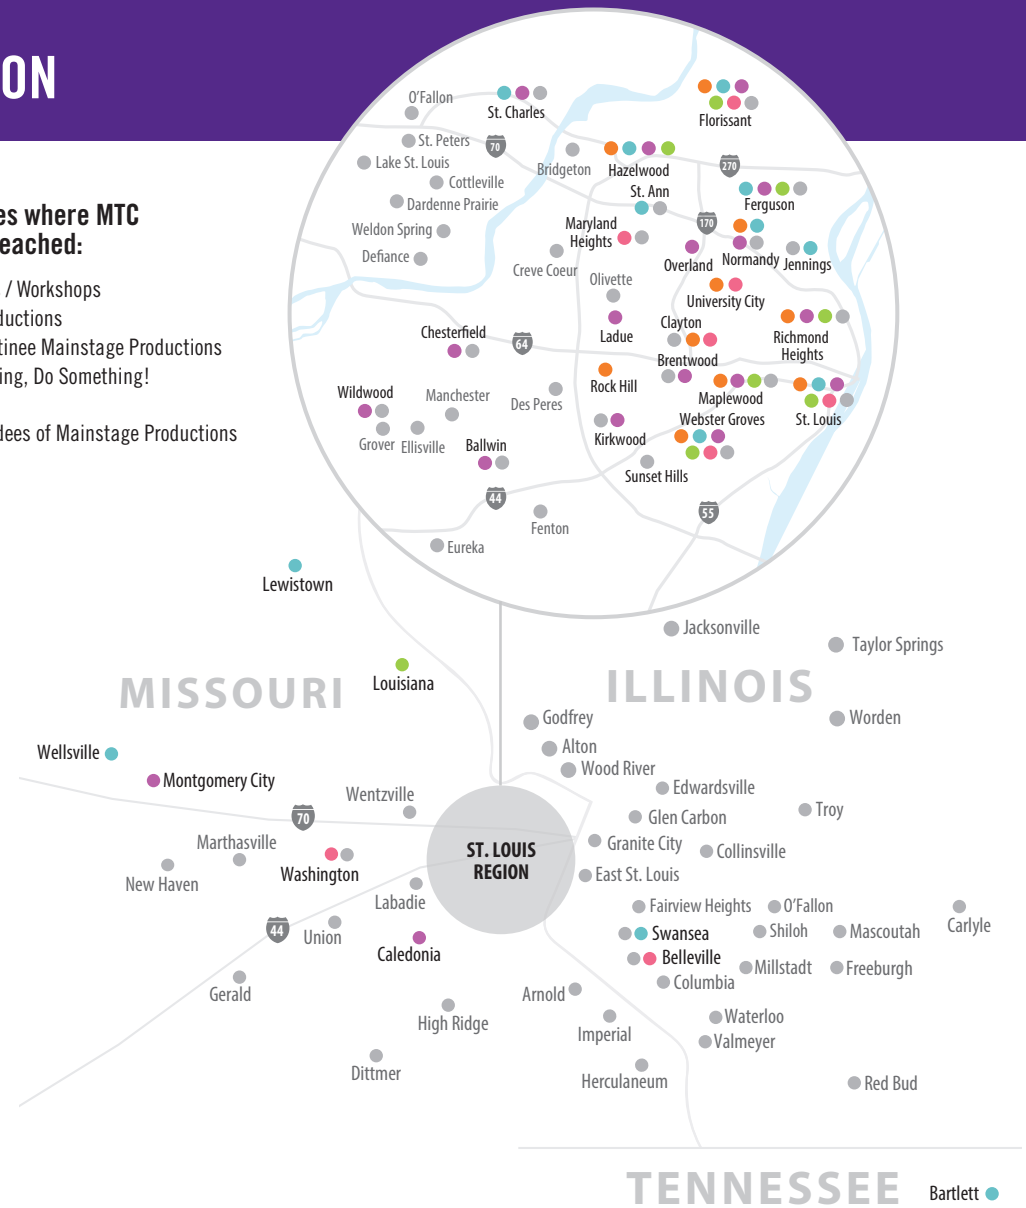 ON
es where MTC
eached:
s / Workshops
ductions
tinee Mainstage Productions
ing, Do Something!
dees of Mainstage Productions
O'Fallon
St. Charles
Florissant
St. Peters
70
Lake St. Louis
Bridgeton
Hazelwood
270
Cottleville
St. Ann
Dardenne Prairie
Ferguson
Weldon Spring
Maryland
Heights
170
Defiance
Creve Coeur
Overland
Normandy
Jennings
Olivette
University City
Chesterfield
64
Ladue
Clayton
Richmond
Heights
Brentwood
Wildwood
Manchester
Des Peres
Rock Hill
Maplewood
St. Louis
Grover
Ellisville
Ballwin
Kirkwood
Webster Groves
Sunset Hills
44
55
Fenton
Eureka
Lewistown
Jacksonville
Taylor Springs
MISSOURI
Louisiana
ILLINOIS
Godfrey
Worden
Wellsville
Alton
Montgomery City
Wood River
Wentzville
Edwardsville
70
Glen Carbon
Troy
Marthasville
Granite City
ST. LOUIS
REGION
Collinsville
New Haven
Washington
East St. Louis
Labadie
Fairview Heights
O'Fallon
Carlyle
44
Union
Swansea
Shiloh
Mascoutah
Caledonia
Belleville
Millstadt
Freeburgh
Columbia
Gerald
Arnold
High Ridge
Imperial
Waterloo
Valmeyer
Dittmer
Herculaneum
Red Bud
TENNESSEE
Bartlett